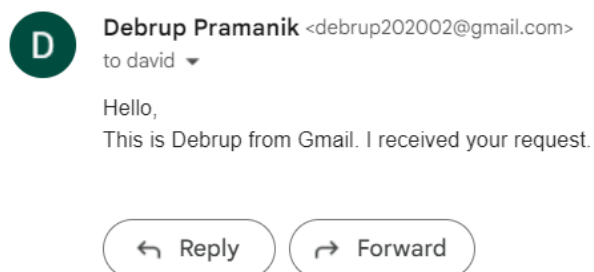 D
Debrup Pramanik <debrup202002@gmail.com>
to david
Hello,
This is Debrup from Gmail. I received your request.
Reply Forward